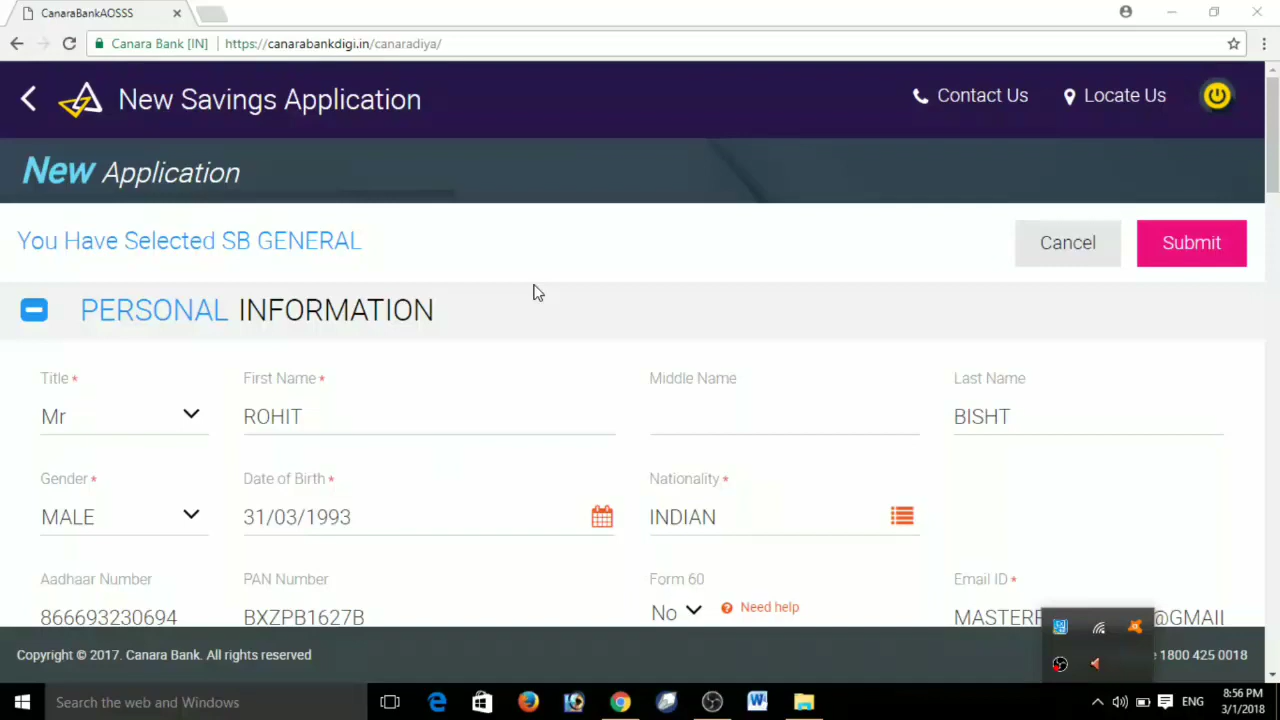 CanaraBankAOSSS
Canara Bank [IN] https://canarabankdigi.in/canaradiya/
New Savings Application Contact Us Locate Us
New Application
You Have Selected SB GENERAL Cancel Submit
PERSONAL INFORMATION
Title * First Name * Middle Name Last Name
Mr ROHIT BISHT
Gender * Date of Birth * Nationality *
MALE 31/03/1993 INDIAN
Aadhaar Number PAN Number Form 60 Email ID *
866693230694 BXZPB1627B No Need help @GMAIL
Copyright © 2017. Canara Bank. All rights reserved 1800 425 0018
Search the web and Windows ENG 8:56 PM
3/1/2018